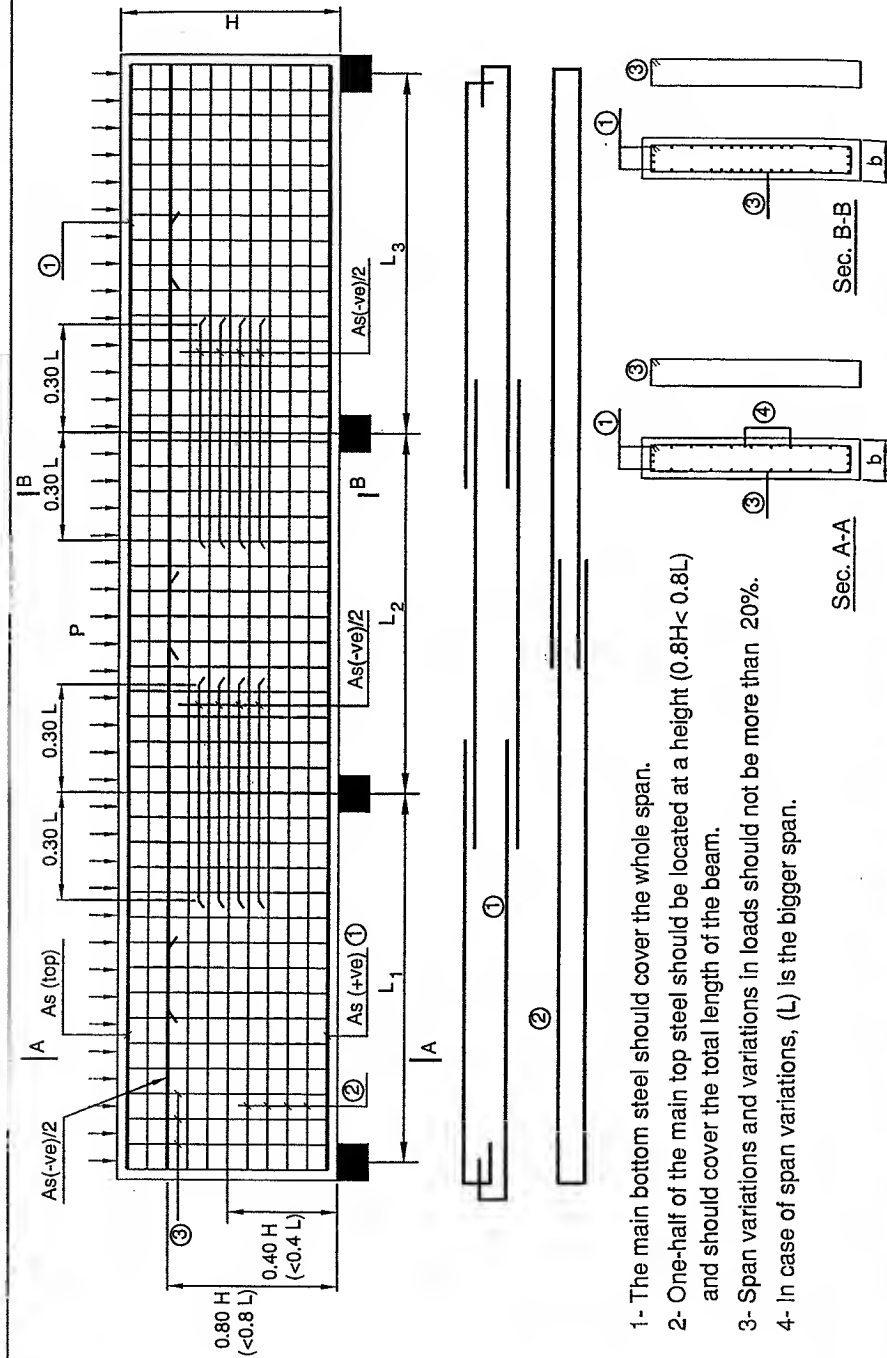 H
①
B
0.30 L
0.30 L
P
0.30 L
0.30 L
As (top)
A
As(-ve)/2
As(-ve)/2
As(-ve)/2
B
As (+ve) ①
②
A
③
0.40 H
(<0.4 L)
0.80 H
(<0.8 L)
L1
L2
L3
①
②
1- The main bottom steel should cover the whole span.
2- One-half of the main top steel should be located at a height (0.8H< 0.8L)
and should cover the total length of the beam.
3- Span variations and variations in loads should not be more than 20%.
4- In case of span variations, (L) is the bigger span.
①
③
④
③
b
Sec. A-A
①
③
③
b
Sec. B-B